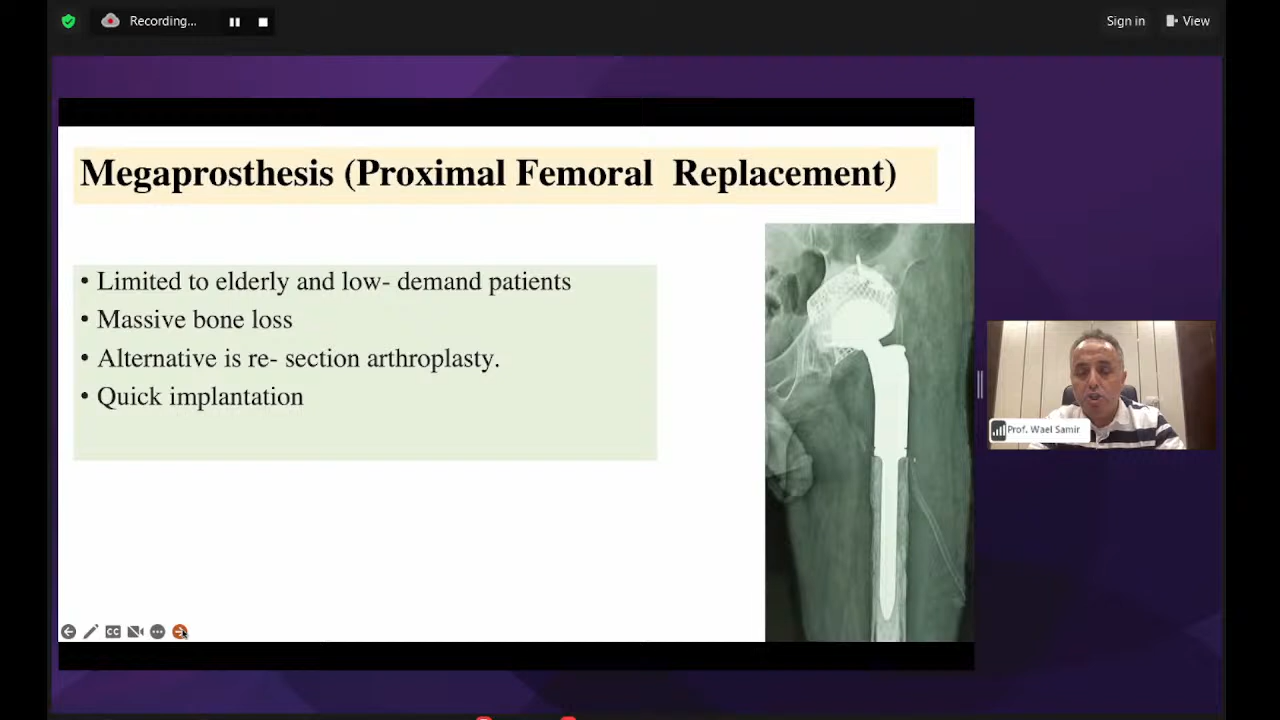 Recording...
Sign in
View
Megaprosthesis (Proximal Femoral Replacement)
• Limited to elderly and low- demand patients
• Massive bone loss
• Alternative is re- section arthroplasty.
• Quick implantation
Prof. Wael Samir
CC